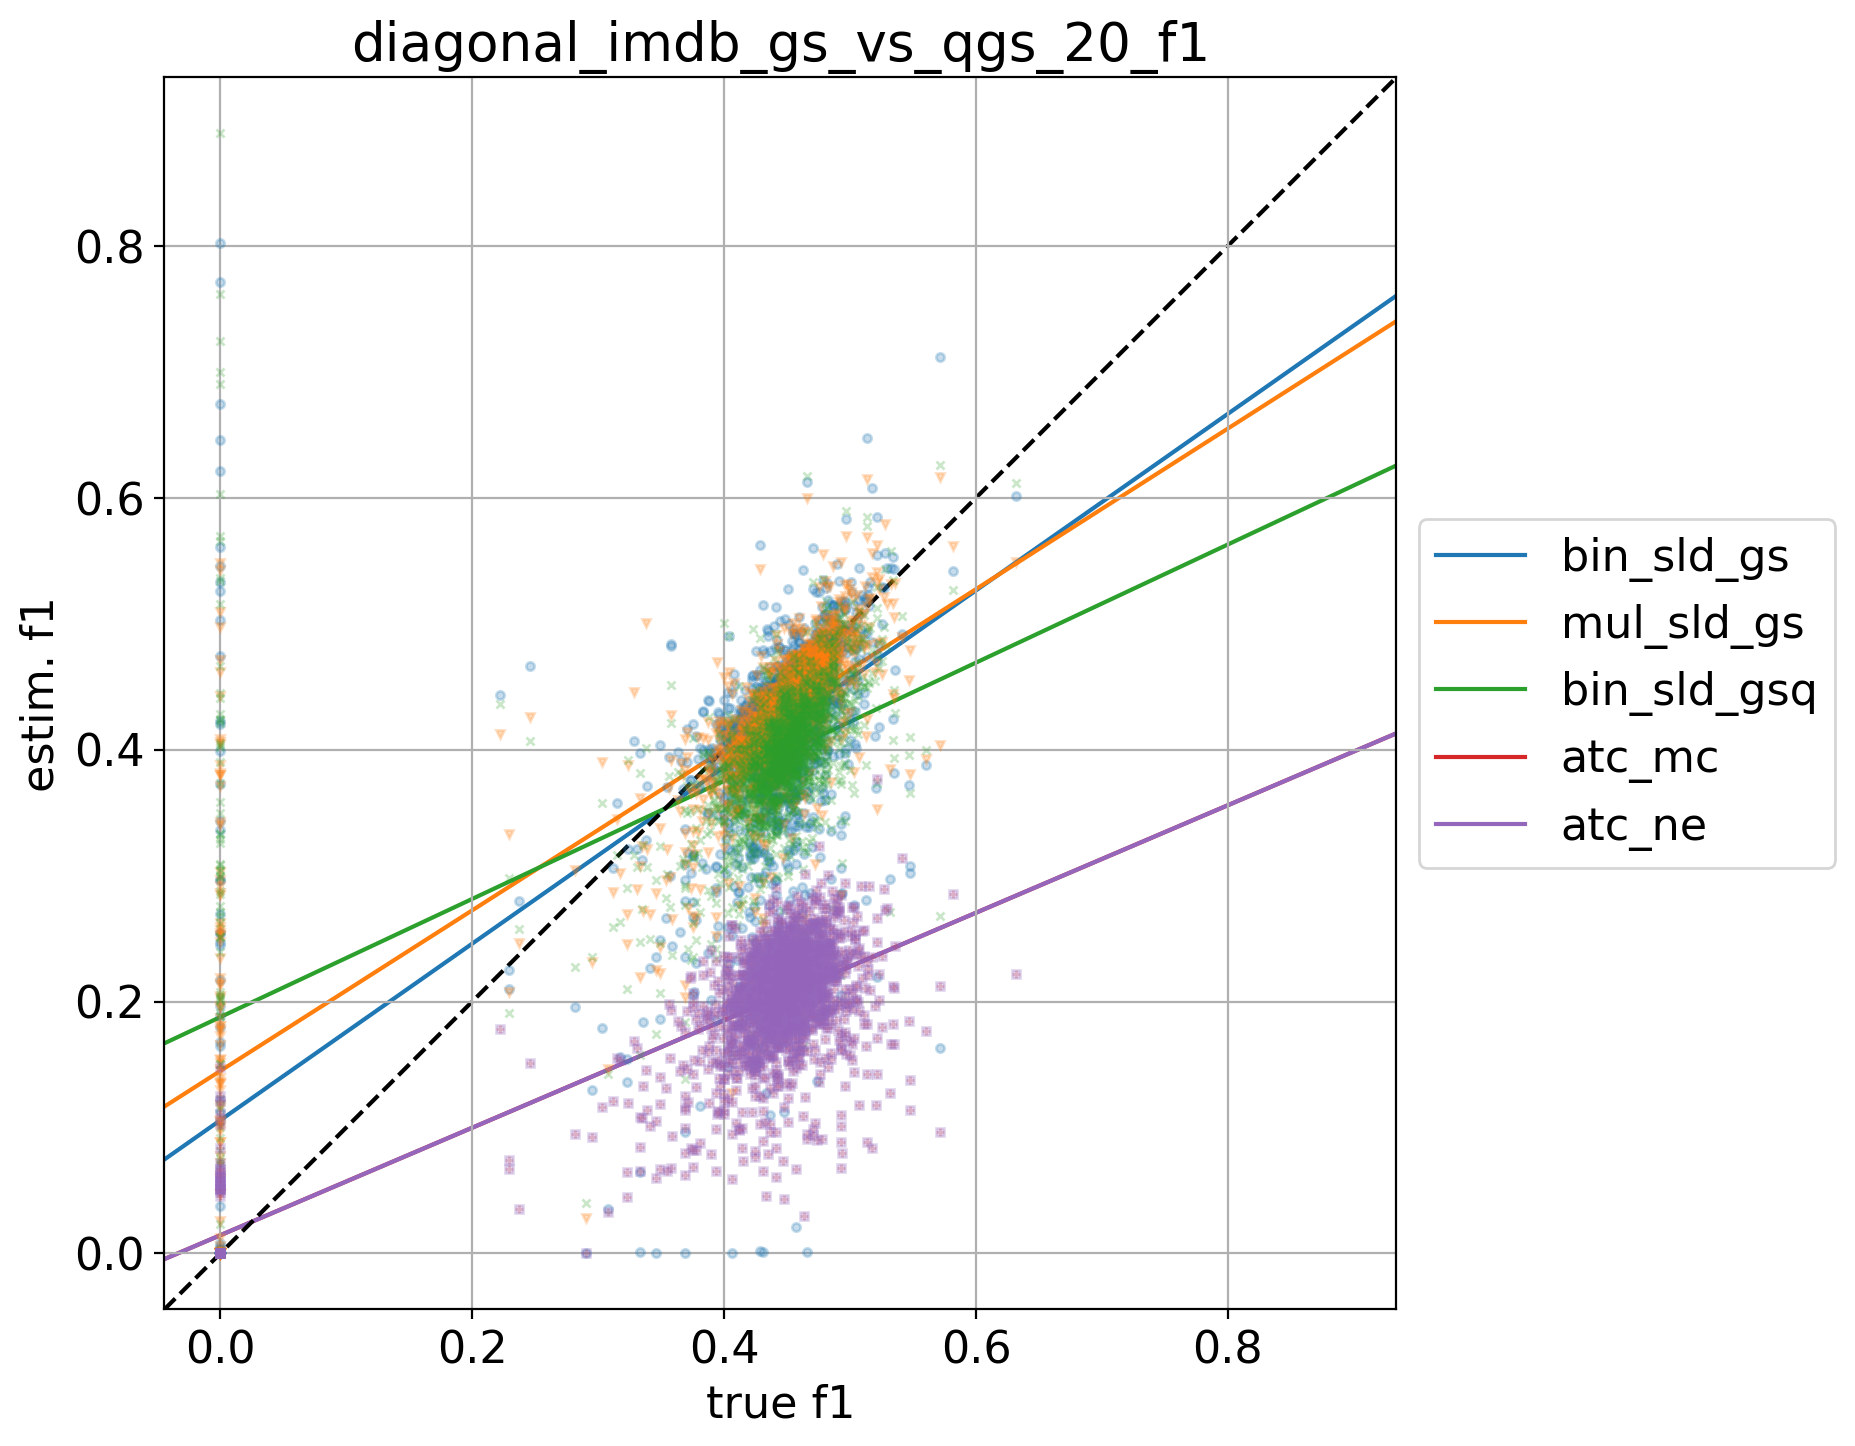 diagonal_imdb_gs_vs_qgs_20_f1
0.8
0.6
0.4
0.2
0.0
estim. f1
0.0 0.2 0.4 0.6 0.8
true f1
bin_sld_gs
mul_sld_gs
bin_sld_gsq
atc_mc
atc_ne